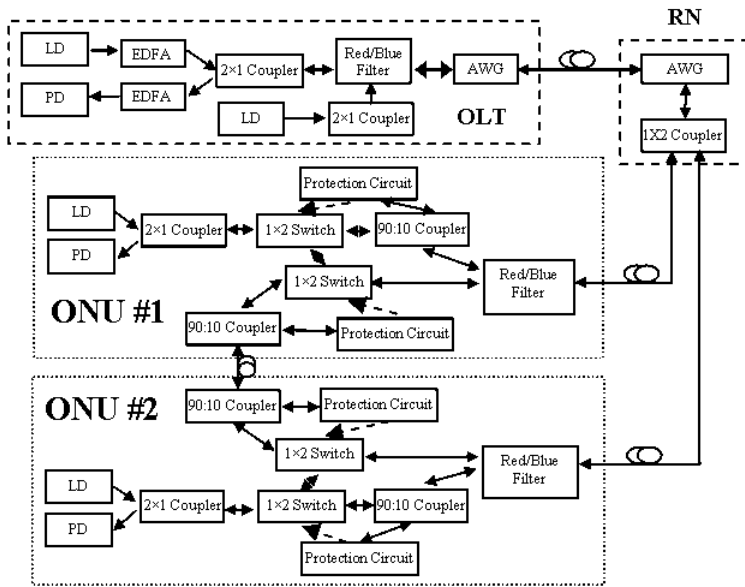 RN
LD
EDFA
2×1 Coupler
Red/Blue
Filter
AWG
AWG
PD
EDFA
LD
2×1 Coupler
OLT
1X2 Coupler
Protection Circuit
LD
2×1 Coupler
1×2 Switch
90:10 Coupler
PD
1×2 Switch
Red/Blue
Filter
ONU #1
90:10 Coupler
Protection Circuit
ONU #2
90:10 Coupler
Protection Circuit
1×2 Switch
Red/Blue
Filter
LD
2×1 Coupler
1×2 Switch
90:10 Coupler
PD
Protection Circuit